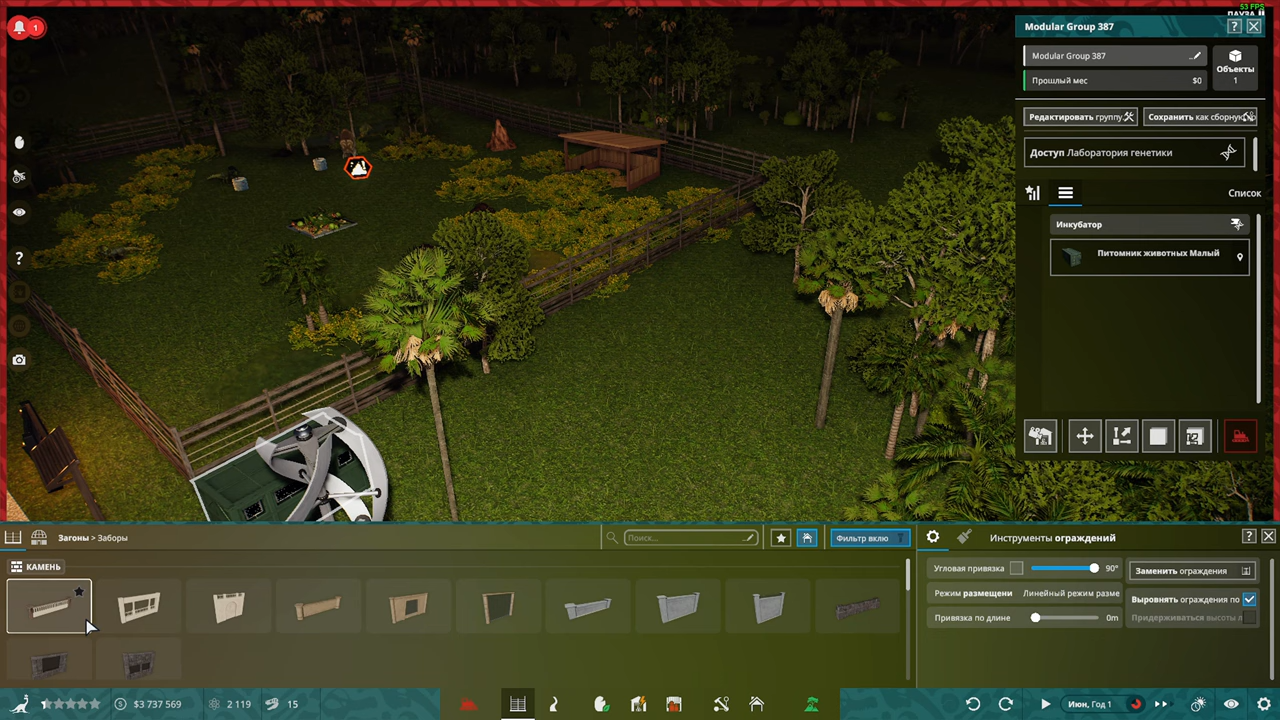 53 FPS
ПАУЗА
1
Modular Group 387
?
Modular Group 387
Объекты
1
Прошлый мес $0
Редактировать группу
Сохранить как сборную
Доступ Лаборатория генетики
Список
Инкубатор
Питомник животных Малый
?
Загоны > Заборы
Поиск...
Фильтр вклю
Инструменты ограждений
?
КАМЕНЬ
Угловая привязка 90°
Заменить ограждения
Режим размещени Линейный режим разме
Выровнять ограждения по
Привязка по длине 0m
Придерживаться высоты л
$3 737 569
2 119
15
Июн, Год 1